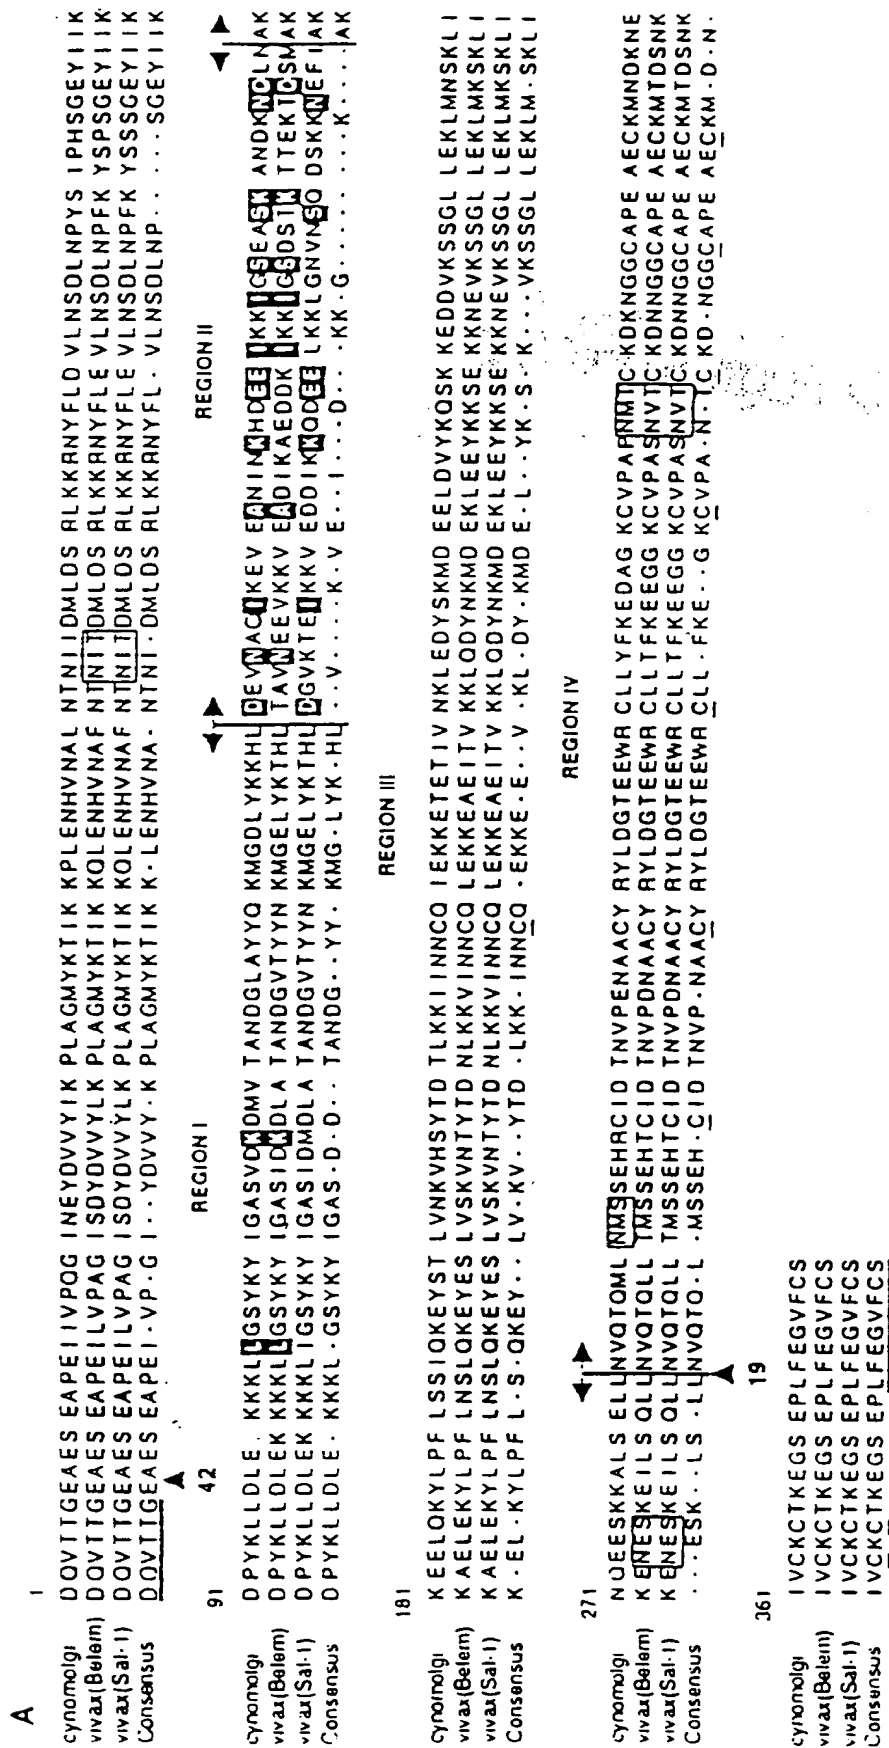 A
1
cynomolgi DQVTTGEAES EAPEIIVPQG INEYDVVYIK PLAGMYKTIK KPLENHVNAL NTNIIDMLDS RLKKRNYFLD VLNSDLNPYS IPHSGEYIIK
vivax(Belem) DQVTTGEAES EAPEILVPAG ISDYDVVYLK PLAGMYKTIK KQLENHVNAF NTNITDMLDS RLKKRNYFLE VLNSDLNPFK YSPSGEYIIK
vivax(Sal-1) DQVTTGEAES EAPEILVPAG ISDYDVVYLK PLAGMYKTIK KQLENHVNAF NTNITDMLDS RLKKRNYFLE VLNSDLNPFK YSSSGEYIIK
Consensus DQVTTGEAES EAPEI-VP-G I--YDVVY-K PLAGMYKTIK K-LENHVNA- NTNI-DMLDS RLKKRNYFL- VLNSDLNP-- ---SGEYIIK
42
REGION I
REGION II
91
cynomolgi DPYKLLDLE- KKKLLGSYKY IGASVDKDMV TANDGLAYYQ KMGDLYKKHL DEVNACIKEV EANINKHDEE IKKIGSEASK ANDKNQLNAK
vivax(Belem) DPYKLLDLEK KKKLLGSYKY IGASIDKDLA TANDGVTYYN KMGELYKTHL TAVNEEVKKV EADIKAEDDK IKKIGSDSTK TTEKTQSMAK
vivax(Sal-1) DPYKLLDLEK KKKLIGSYKY IGASIDMDLA TANDGVTYYN KMGELYKTHL DGVKTEIKKV EDDIKKQDEE LKKLGNVNSQ DSKKNEFIAK
Consensus DPYKLLDLE- KKKL-GSYKY IGAS-D-D-- TANDG--YY- KMG-LYK-HL --V----K-V E--I---D-- -KK-G----- ---K----AK
REGION III
181
cynomolgi KEELQKYLPF LSSIQKEYST LVNKVHSYTD TLKKIINNCQ IEKKETETIV NKLEDYSKMD EELDVYKQSK KEDDVKSSGL LEKLMNSKLI
vivax(Belem) KAELEKYLPF LNSLQKEYES LVSKVNTYTD NLKKVINNCQ LEKKEAEITV KKLQDYNKMD EKLEEYKKSE KKNEVKSSGL LEKLMKSKLI
vivax(Sal-1) KAELEKYLPF LNSLQKEYES LVSKVNTYTD NLKKVINNCQ LEKKEAEITV KKLQDYNKMD EKLEEYKKSE KKNEVKSSGL LEKLMKSKLI
Consensus K-EL-KYLPF L-S-QKEY-- LV-KV--YTD -LKK-INNCQ -EKKE-E--V -KL-DY-KMD E-L--YK-S- K---VKSSGL LEKLM-SKLI
REGION IV
271
cynomolgi NQEESKKALS ELLNVQTQML NMSSEHRCID TNVPENAACY RYLDGTEEWR CLLYFKEDAG KCVPAPNMTC KDKNGGCAPE AECKMNDKNE
vivax(Belem) KENESKEILS QLLNVQTQLL TMSSEHTCID TNVPDNAACY RYLDGTEEWR CLLTFKEEGG KCVPASNVTC KDNNGGCAPE AECKMTDSNK
vivax(Sal-1) KENESKEILS QLLNVQTQLL TMSSEHTCID TNVPDNAACY RYLDGTEEWR CLLTFKEEGG KCVPASNVTC KDNNGGCAPE AECKMTDSNK
Consensus ---ESK--LS -LLNVQTQ-L -MSSEH-CID TNVP-NAACY RYLDGTEEWR CLL-FKE--G KCVPA-N-TC KD-NGGCAPE AECKM-D-N-
19
361
cynomolgi IVCKCTKEGS EPLFEGVFCS
vivax(Belem) IVCKCTKEGS EPLFEGVFCS
vivax(Sal-1) IVCKCTKEGS EPLFEGVFCS
Consensus IVCKCTKEGS EPLFEGVFCS